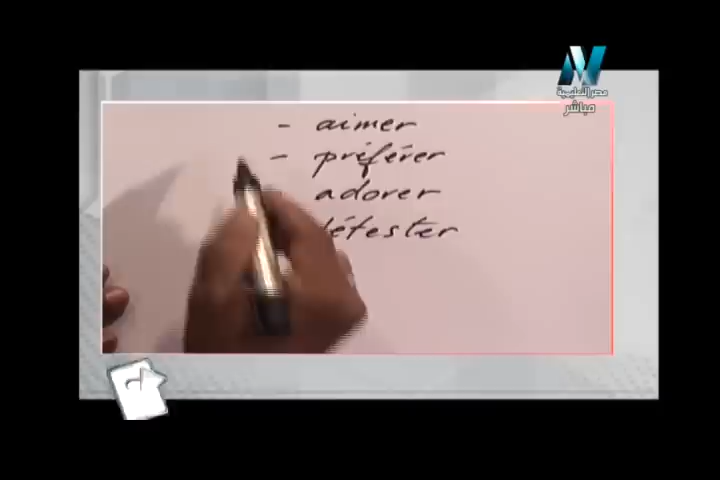 مصر التعليمية
مباشر
- aimer
- préférer
adorer
détester